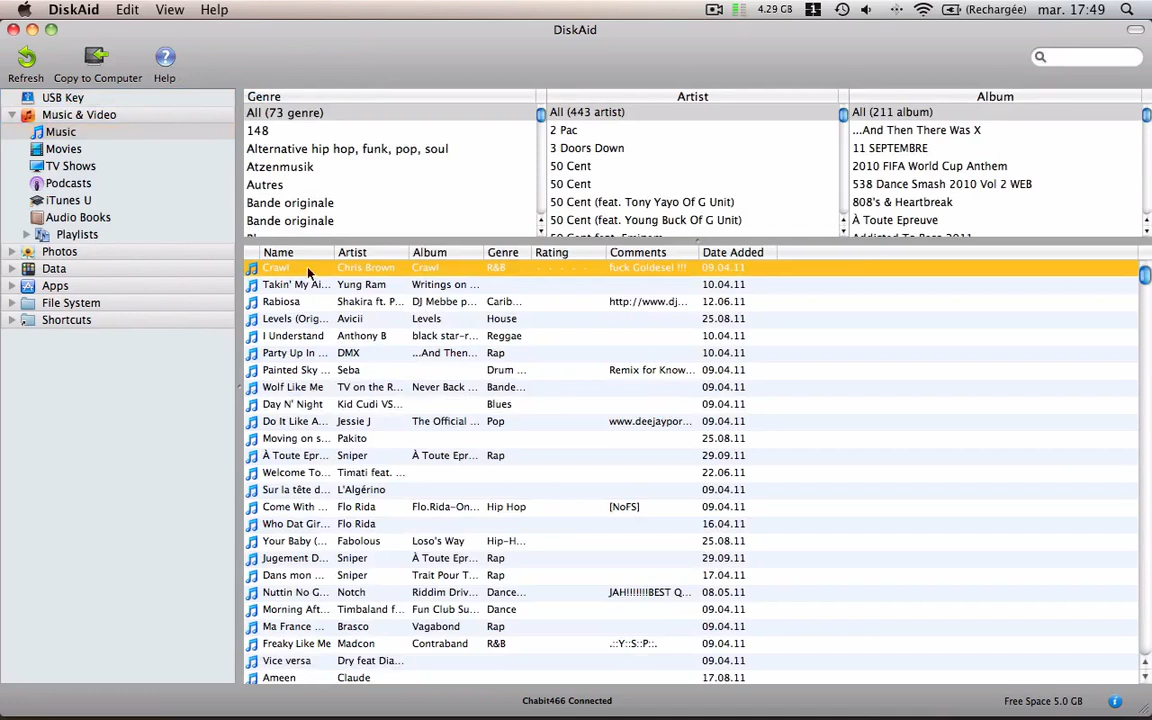 DiskAid Edit View Help 4.29 GB 1 (Rechargée) mar. 17:49
DiskAid
Refresh Copy to Computer Help
USB Key
Music & Video
Music
Movies
TV Shows
Podcasts
iTunes U
Audio Books
Playlists
Photos
Data
Apps
File System
Shortcuts
Genre
All (73 genre)
148
Alternative hip hop, funk, pop, soul
Atzenmusik
Autres
Bande originale
Bande originale
Artist
All (443 artist)
2 Pac
3 Doors Down
50 Cent
50 Cent
50 Cent (feat. Tony Yayo Of G Unit)
50 Cent (feat. Young Buck Of G Unit)
50 Cent feat. Eminem
Album
All (211 album)
...And Then There Was X
11 SEPTEMBRE
2010 FIFA World Cup Anthem
538 Dance Smash 2010 Vol 2 WEB
808's & Heartbreak
À Toute Epreuve
Addicted To Bass 2011
Name Artist Album Genre Rating Comments Date Added
Crawl Chris Brown Crawl R&B · · · · · fuck Goldesel !!! 09.04.11
Takin' My Ai... Yung Ram Writings on ... 10.04.11
Rabiosa Shakira ft. P... DJ Mebbe p... Carib... http://www.dj... 12.06.11
Levels (Orig... Avicii Levels House 25.08.11
I Understand Anthony B black star-r... Reggae 10.04.11
Party Up In ... DMX ...And Then... Rap 10.04.11
Painted Sky ... Seba Drum ... Remix for Know... 09.04.11
Wolf Like Me TV on the R... Never Back ... Bande... 09.04.11
Day N' Night Kid Cudi VS... Blues 09.04.11
Do It Like A... Jessie J The Official ... Pop www.deejaypor... 09.04.11
Moving on s... Pakito 25.08.11
À Toute Epr... Sniper À Toute Epr... Rap 29.09.11
Welcome To... Timati feat. ... 22.06.11
Sur la tête d... L'Algérino 09.04.11
Come With ... Flo Rida Flo.Rida-On... Hip Hop [NoFS] 09.04.11
Who Dat Gir... Flo Rida 16.04.11
Your Baby (... Fabolous Loso's Way Hip-H... 25.08.11
Jugement D... Sniper À Toute Epr... Rap 29.09.11
Dans mon ... Sniper Trait Pour T... Rap 17.04.11
Nuttin No G... Notch Riddim Driv... Dance... JAH!!!!!!!BEST Q... 08.05.11
Morning Aft... Timbaland f... Fun Club Su... Dance 09.04.11
Ma France ... Brasco Vagabond Rap 09.04.11
Freaky Like Me Madcon Contraband R&B .::Y::S::P::. 09.04.11
Vice versa Dry feat Dia... 09.04.11
Ameen Claude 17.08.11
Chabit466 Connected
Free Space 5.0 GB